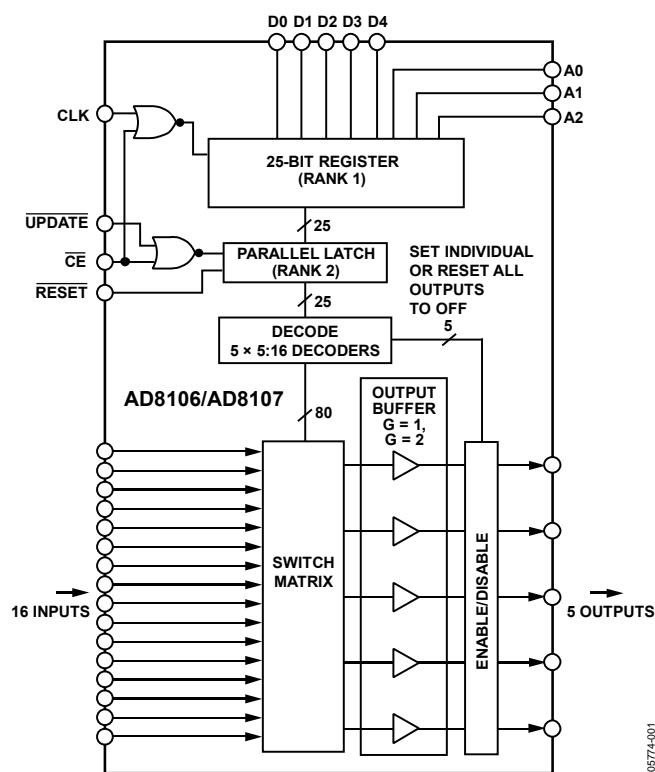 D0 D1 D2 D3 D4
A0
A1
A2
CLK
25-BIT REGISTER
(RANK 1)
UPDATE
CE
RESET
25
PARALLEL LATCH
(RANK 2)
25
SET INDIVIDUAL
OR RESET ALL
OUTPUTS
TO OFF
5
DECODE
5 × 5:16 DECODERS
AD8106/AD8107
80
OUTPUT
BUFFER
G = 1,
G = 2
SWITCH
MATRIX
ENABLE/DISABLE
16 INPUTS
5 OUTPUTS
05774-001